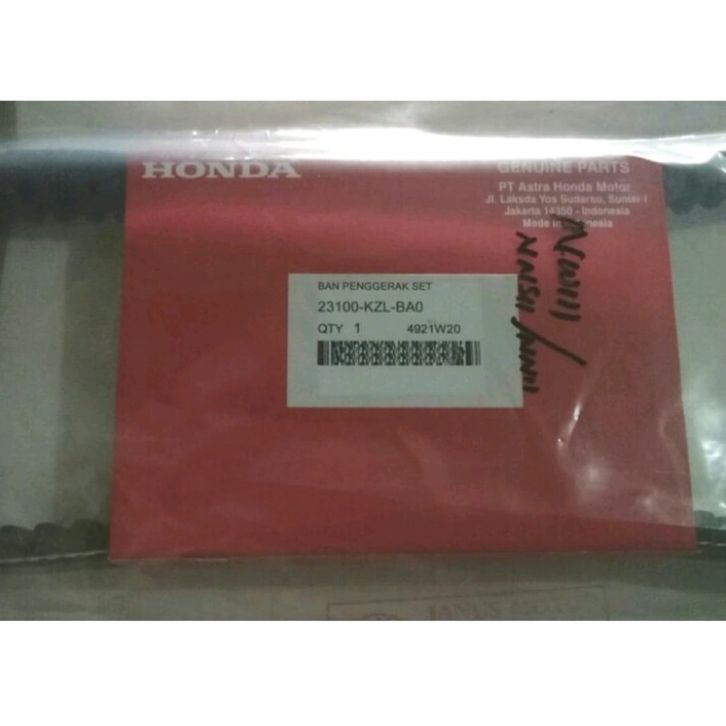 HONDA
GENUINE PARTS
PT Astra Honda Motor
Jl. Laksda Yos Sudarso, Sunter I
Jakarta 14350 - Indonesia
Made in Indonesia
BAN PENGGERAK SET
23100-KZL-BA0
QTY 1 4921W20